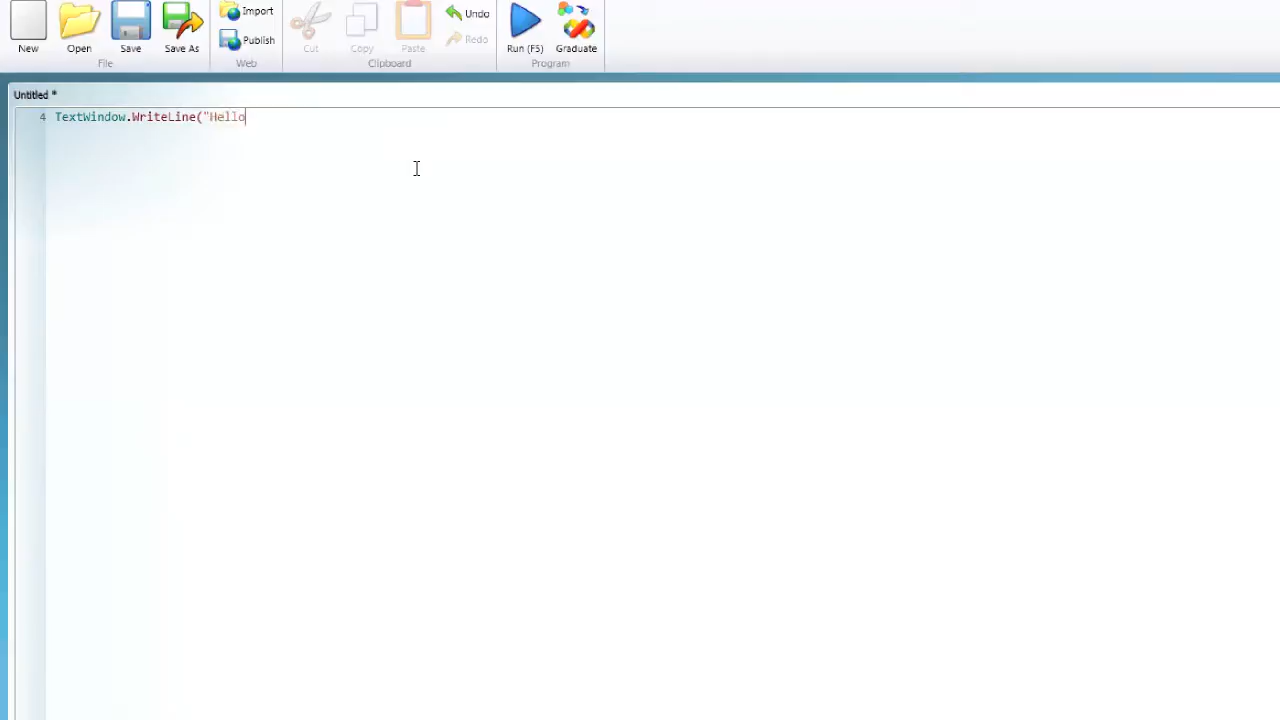 Import
Undo
Publish
Redo
New
Open
Save
Save As
Cut
Copy
Paste
Run (F5)
Graduate
File
Web
Clipboard
Program
Untitled *
4 TextWindow.WriteLine("Hello